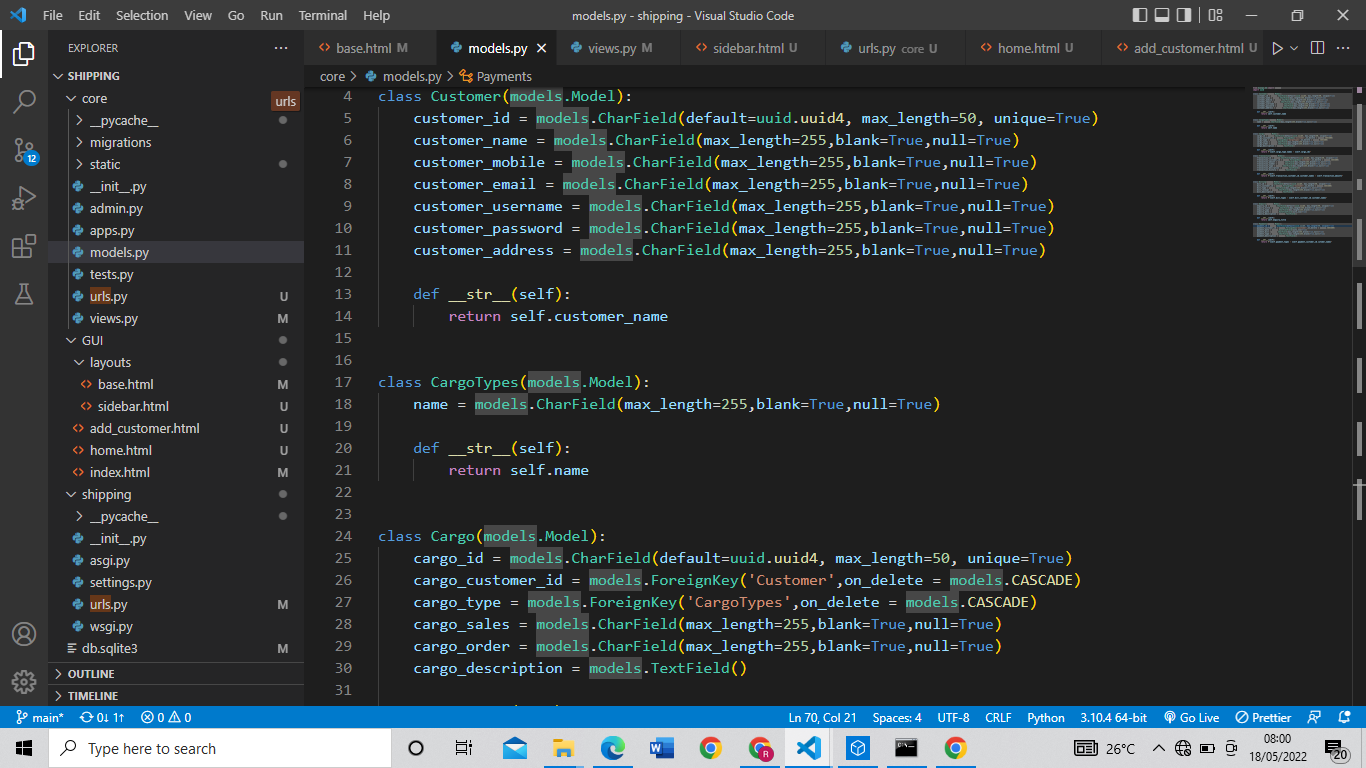 File Edit Selection View Go Run Terminal Help
models.py - shipping - Visual Studio Code
EXPLORER
SHIPPING
core
urls
__pycache__
migrations
static
__init__.py
admin.py
apps.py
models.py
tests.py
urls.py U
views.py M
GUI
layouts
base.html M
sidebar.html U
add_customer.html U
home.html U
index.html M
shipping
__pycache__
__init__.py
asgi.py
settings.py
urls.py M
wsgi.py
db.sqlite3 M
OUTLINE
TIMELINE
12
base.html M models.py views.py M sidebar.html U urls.py core U home.html U add_customer.html U
core > models.py > Payments
4 class Customer(models.Model):
5 customer_id = models.CharField(default=uuid.uuid4, max_length=50, unique=True)
6 customer_name = models.CharField(max_length=255,blank=True,null=True)
7 customer_mobile = models.CharField(max_length=255,blank=True,null=True)
8 customer_email = models.CharField(max_length=255,blank=True,null=True)
9 customer_username = models.CharField(max_length=255,blank=True,null=True)
10 customer_password = models.CharField(max_length=255,blank=True,null=True)
11 customer_address = models.CharField(max_length=255,blank=True,null=True)
12
13 def __str__(self):
14 return self.customer_name
15
16
17 class CargoTypes(models.Model):
18 name = models.CharField(max_length=255,blank=True,null=True)
19
20 def __str__(self):
21 return self.name
22
23
24 class Cargo(models.Model):
25 cargo_id = models.CharField(default=uuid.uuid4, max_length=50, unique=True)
26 cargo_customer_id = models.ForeignKey('Customer',on_delete = models.CASCADE)
27 cargo_type = models.ForeignKey('CargoTypes',on_delete = models.CASCADE)
28 cargo_sales = models.CharField(max_length=255,blank=True,null=True)
29 cargo_order = models.CharField(max_length=255,blank=True,null=True)
30 cargo_description = models.TextField()
31
main* 0↓ 1↑ 0 0 Ln 70, Col 21 Spaces: 4 UTF-8 CRLF Python 3.10.4 64-bit Go Live Prettier
Type here to search
R
26°C
08:00
18/05/2022
20